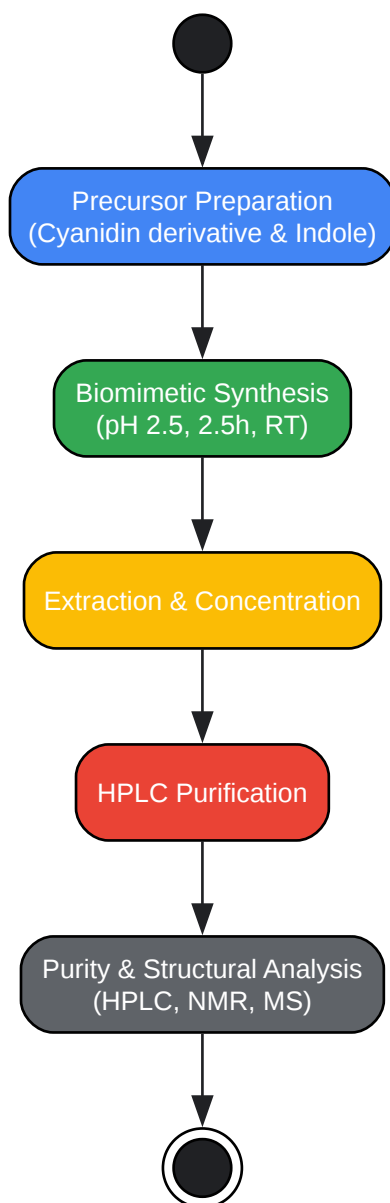 Precursor Preparation
(Cyanidin derivative & Indole)
Biomimetic Synthesis
(pH 2.5, 2.5h, RT)
Extraction & Concentration
HPLC Purification
Purity & Structural Analysis
(HPLC, NMR, MS)